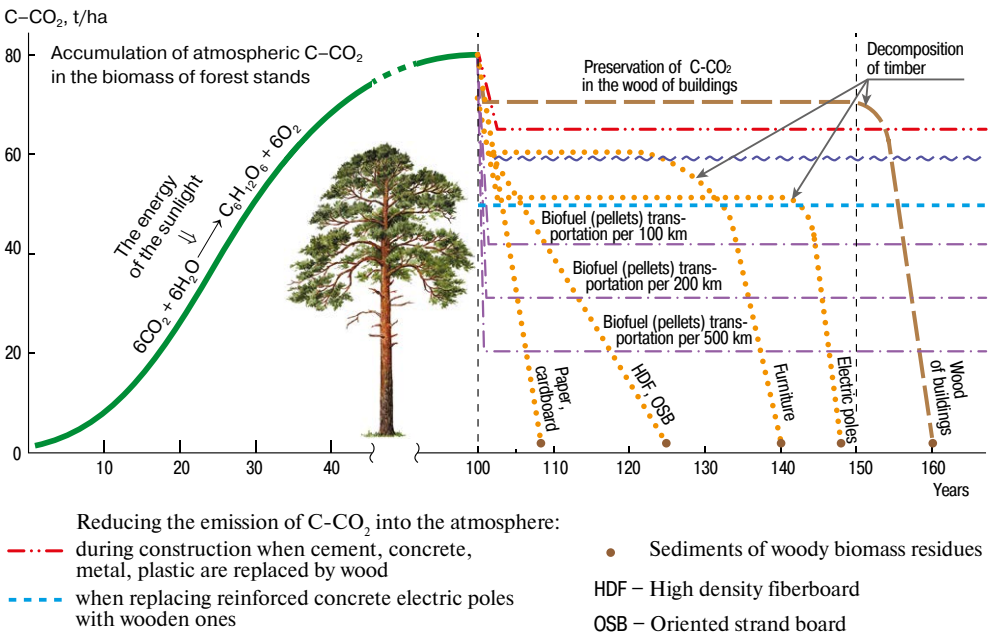 C–CO₂, t/ha
80
60
40
20
0
Accumulation of atmospheric C–CO₂
in the biomass of forest stands
The energy
of the sunlight
⇓
6CO₂ + 6H₂O → C₆H₁₂O₆ + 6O₂
Preservation of C-CO₂
in the wood of buildings
Decomposition
of timber
Biofuel (pellets) trans-
portation per 100 km
Biofuel (pellets) trans-
portation per 200 km
Biofuel (pellets) trans-
portation per 500 km
Paper,
cardboard
HDF, OSB
Furniture
Electric poles
Wood
of buildings
10 20 30 40 100 110 120 130 140 150 160
Years
Reducing the emission of C-CO₂ into the atmosphere:
during construction when cement, concrete,
metal, plastic are replaced by wood
when replacing reinforced concrete electric poles
with wooden ones
Sediments of woody biomass residues
HDF – High density fiberboard
OSB – Oriented strand board